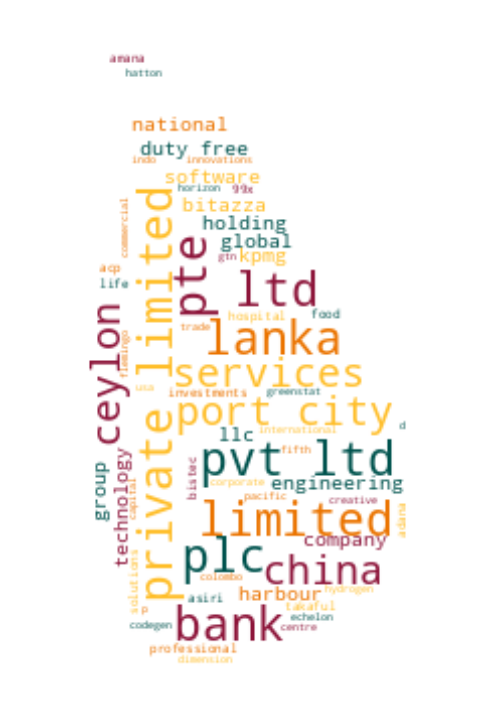 amana
hatton
national
duty free
indo
innovations
software
horizon
99x
bitazza
commercial
private limited
pte
holding
global
gtn
kpmg
acp
life
ltd
ceylon
flemingo
hospital
food
trade
lanka
services
usa
investments
greenstat
port city
d
llc
international
pvt ltd
fifth
group
technology
bistec
corporate
engineering
capital
pacific
creative
limited
adana
company
plc
china
colombo
solutions
asiri
harbour
hydrogen
p
takaful
codegen
bank
echelon
centre
professional
dimension